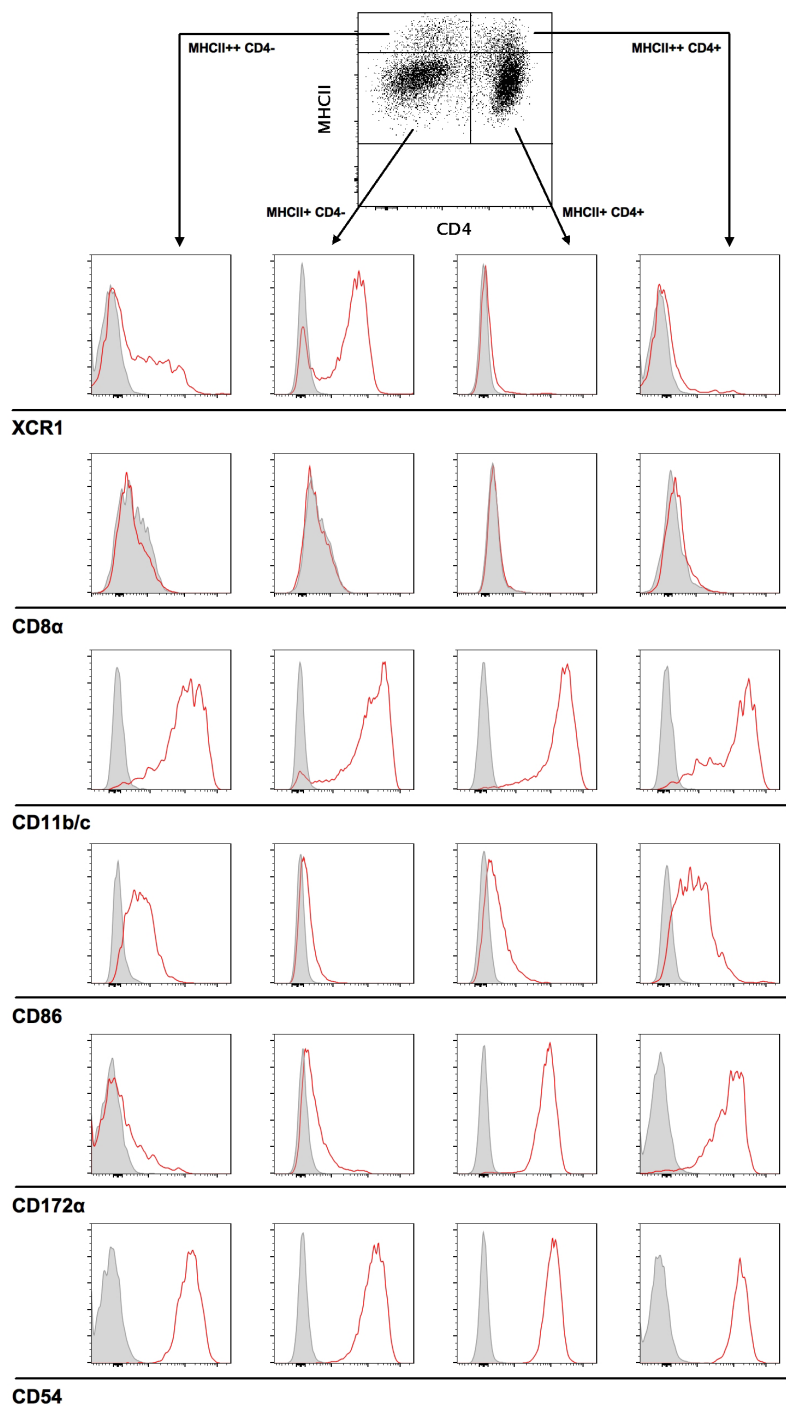 MHCII++ CD4-
MHCII++ CD4+
MHCII
MHCII+ CD4-
MHCII+ CD4+
CD4
XCR1
CD8α
CD11b/c
CD86
CD172α
CD54